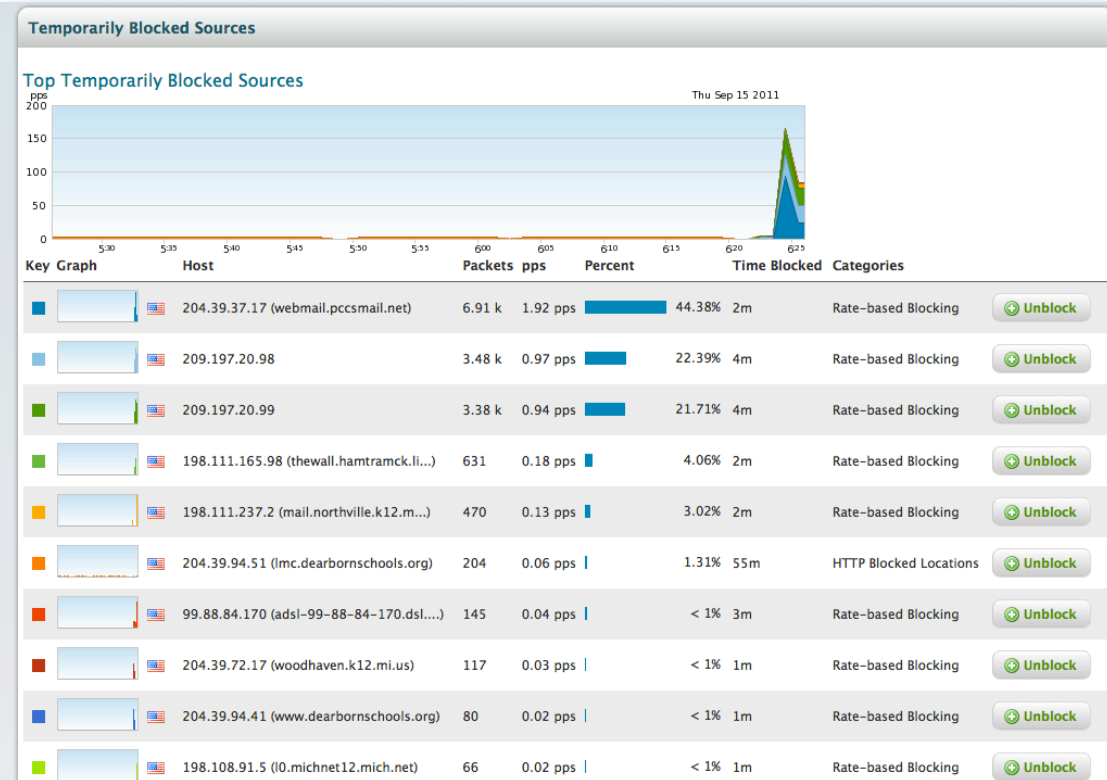 Temporarily Blocked Sources
Top Temporarily Blocked Sources
pps
Thu Sep 15 2011
200
150
100
50
0
5:30 5:35 5:40 5:45 5:50 5:55 6:00 6:05 6:10 6:15 6:20 6:25
Key Graph Host Packets pps Percent Time Blocked Categories
204.39.37.17 (webmail.pccsmail.net) 6.91 k 1.92 pps 44.38% 2m Rate-based Blocking Unblock
209.197.20.98 3.48 k 0.97 pps 22.39% 4m Rate-based Blocking Unblock
209.197.20.99 3.38 k 0.94 pps 21.71% 4m Rate-based Blocking Unblock
198.111.165.98 (thewall.hamtramck.li...) 631 0.18 pps 4.06% 2m Rate-based Blocking Unblock
198.111.237.2 (mail.northville.k12.m...) 470 0.13 pps 3.02% 2m Rate-based Blocking Unblock
204.39.94.51 (lmc.dearbornschools.org) 204 0.06 pps 1.31% 55m HTTP Blocked Locations Unblock
99.88.84.170 (adsl-99-88-84-170.dsl....) 145 0.04 pps < 1% 3m Rate-based Blocking Unblock
204.39.72.17 (woodhaven.k12.mi.us) 117 0.03 pps < 1% 1m Rate-based Blocking Unblock
204.39.94.41 (www.dearbornschools.org) 80 0.02 pps < 1% 1m Rate-based Blocking Unblock
198.108.91.5 (l0.michnet12.mich.net) 66 0.02 pps < 1% 1m Rate-based Blocking Unblock